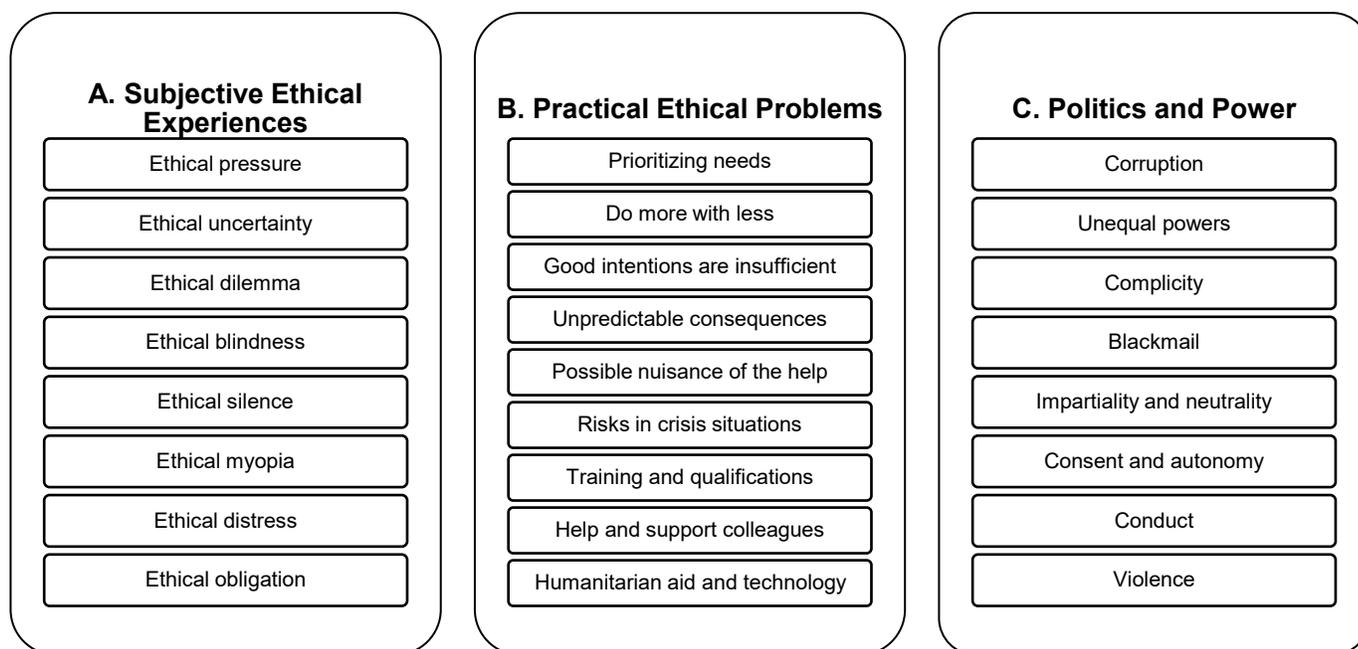 A. Subjective Ethical
Experiences
Ethical pressure
Ethical uncertainty
Ethical dilemma
Ethical blindness
Ethical silence
Ethical myopia
Ethical distress
Ethical obligation
B. Practical Ethical Problems
Prioritizing needs
Do more with less
Good intentions are insufficient
Unpredictable consequences
Possible nuisance of the help
Risks in crisis situations
Training and qualifications
Help and support colleagues
Humanitarian aid and technology
C. Politics and Power
Corruption
Unequal powers
Complicity
Blackmail
Impartiality and neutrality
Consent and autonomy
Conduct
Violence